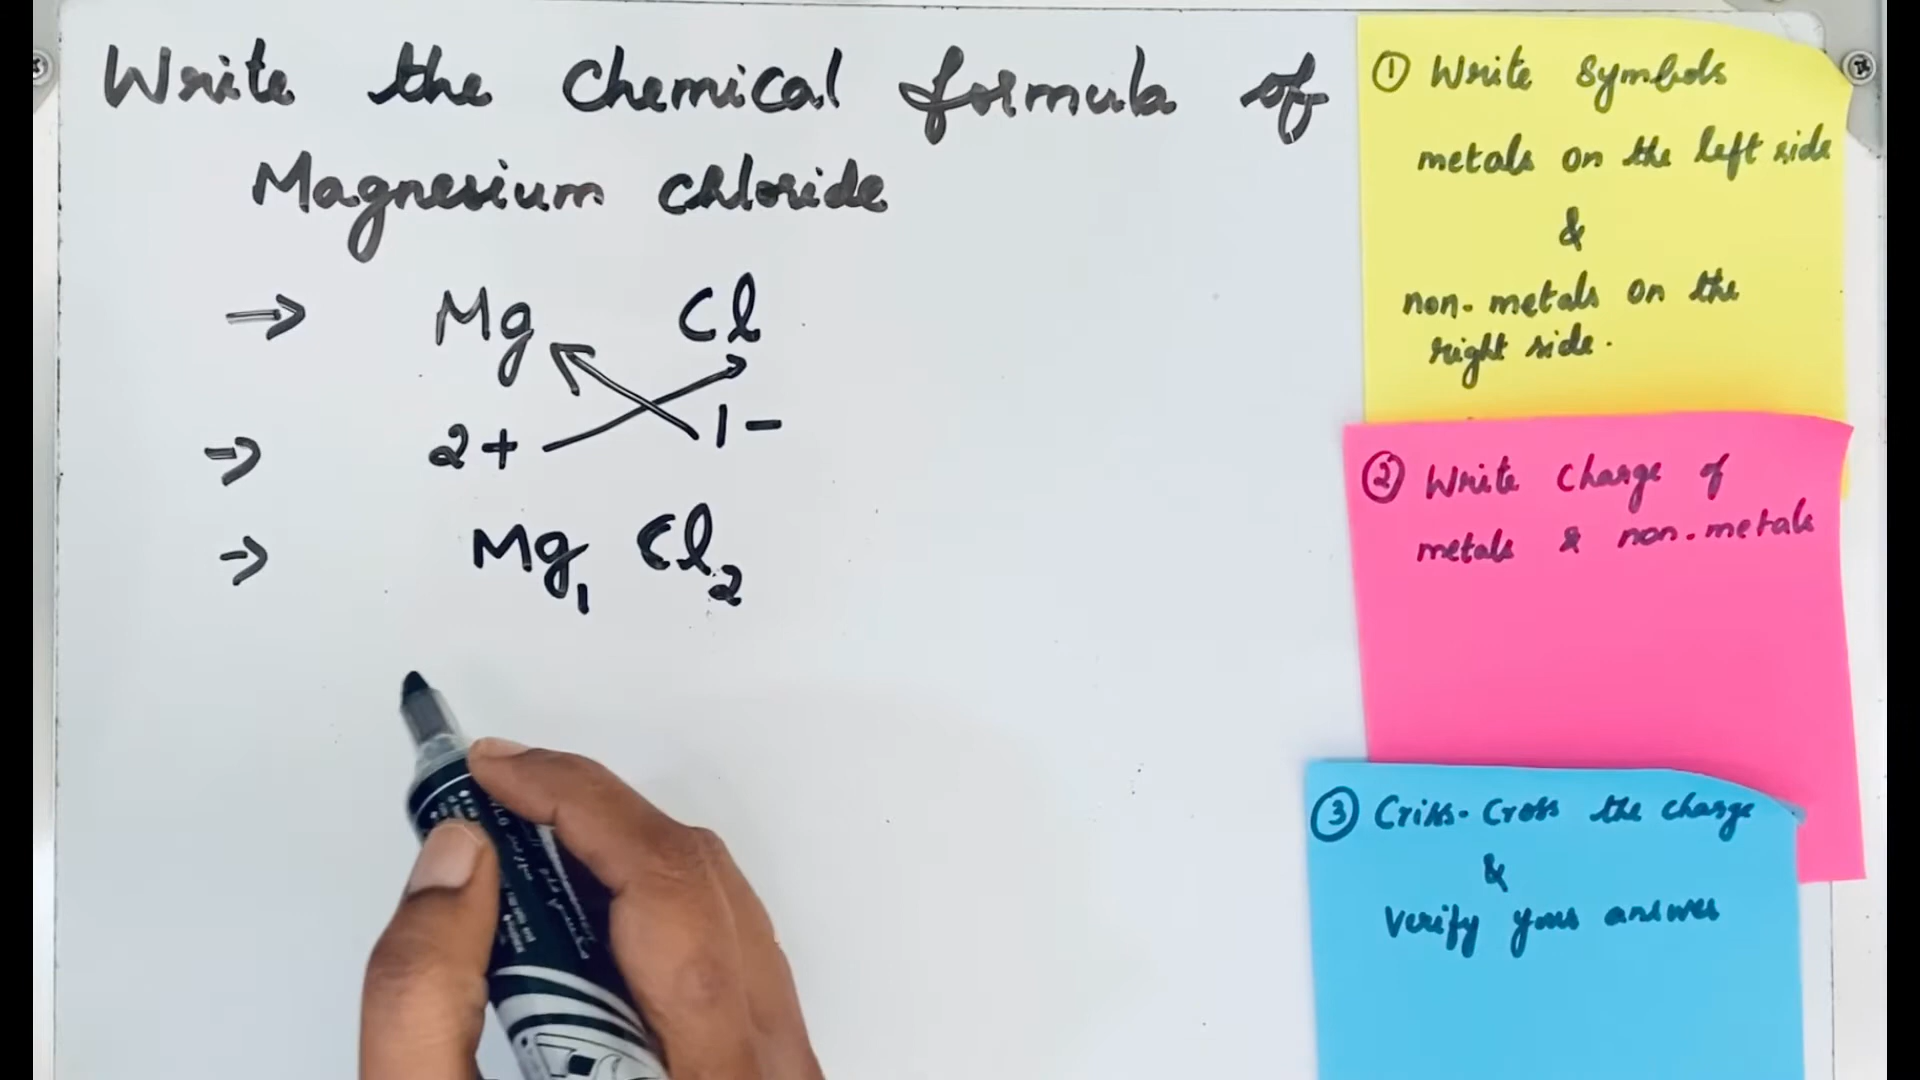 Write the Chemical formula of
Magnesium chloride
→ Mg Cl
→ 2+ 1-
→ Mg₁ Cl₂
① Write Symbols
metals on the left side
&
non-metals on the
right side.
② Write Charge of
metals & non-metals
③ Criss-Cross the charge
&
Verify your answer